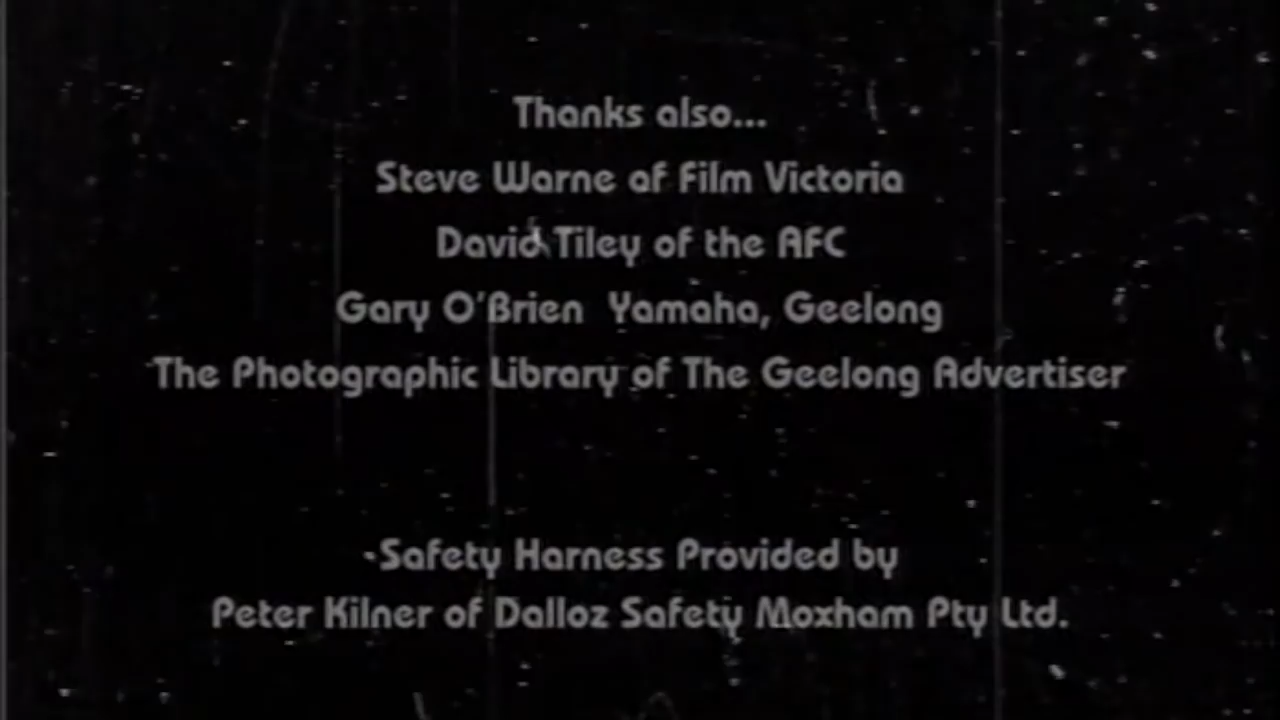 Thanks also...
Steve Warne of Film Victoria
David Tiley of the AFC
Gary O'Brien Yamaha, Geelong
The Photographic Library of The Geelong Advertiser
Safety Harness Provided by
Peter Kilner of Dalloz Safety Moxham Pty Ltd.